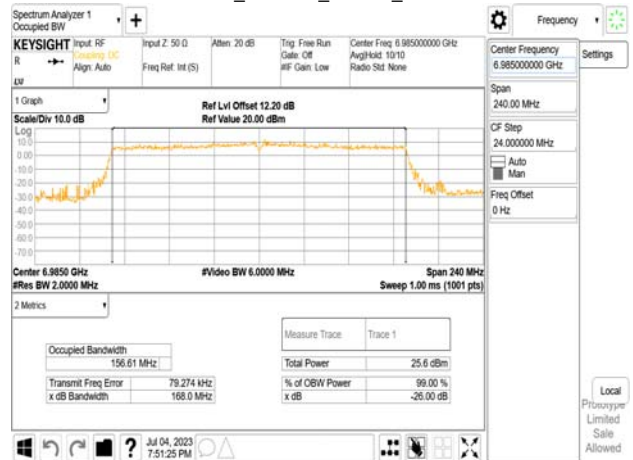 Spectrum Analyzer 1
Occupied BW
Frequency
KEYSIGHT
Input: RF
Coupling: DC
Align: Auto
Input Z: 50 Ω
Freq Ref: Int (S)
Atten: 20 dB
Trig: Free Run
Gate: Off
#IF Gain: Low
Center Freq: 6.985000000 GHz
Avg|Hold: 10/10
Radio Std: None
R
LXI
Center Frequency
6.985000000 GHz
Settings
Span
240.00 MHz
CF Step
24.000000 MHz
Auto
Man
Freq Offset
0 Hz
1 Graph
Scale/Div 10.0 dB
Ref Lvl Offset 12.20 dB
Ref Value 20.00 dBm
Log
10.0
0.00
-10.0
-20.0
-30.0
-40.0
-50.0
-60.0
-70.0
Center 6.9850 GHz
#Res BW 2.0000 MHz
#Video BW 6.0000 MHz
Span 240 MHz
Sweep 1.00 ms (1001 pts)
2 Metrics
Measure Trace
Trace 1
Occupied Bandwidth
156.61 MHz
Total Power
25.6 dBm
Transmit Freq Error
79.274 kHz
% of OBW Power
99.00 %
x dB Bandwidth
168.0 MHz
x dB
-26.00 dB
Local
Prototype
Limited
Sale
Allowed
?
Jul 04, 2023
7:51:25 PM